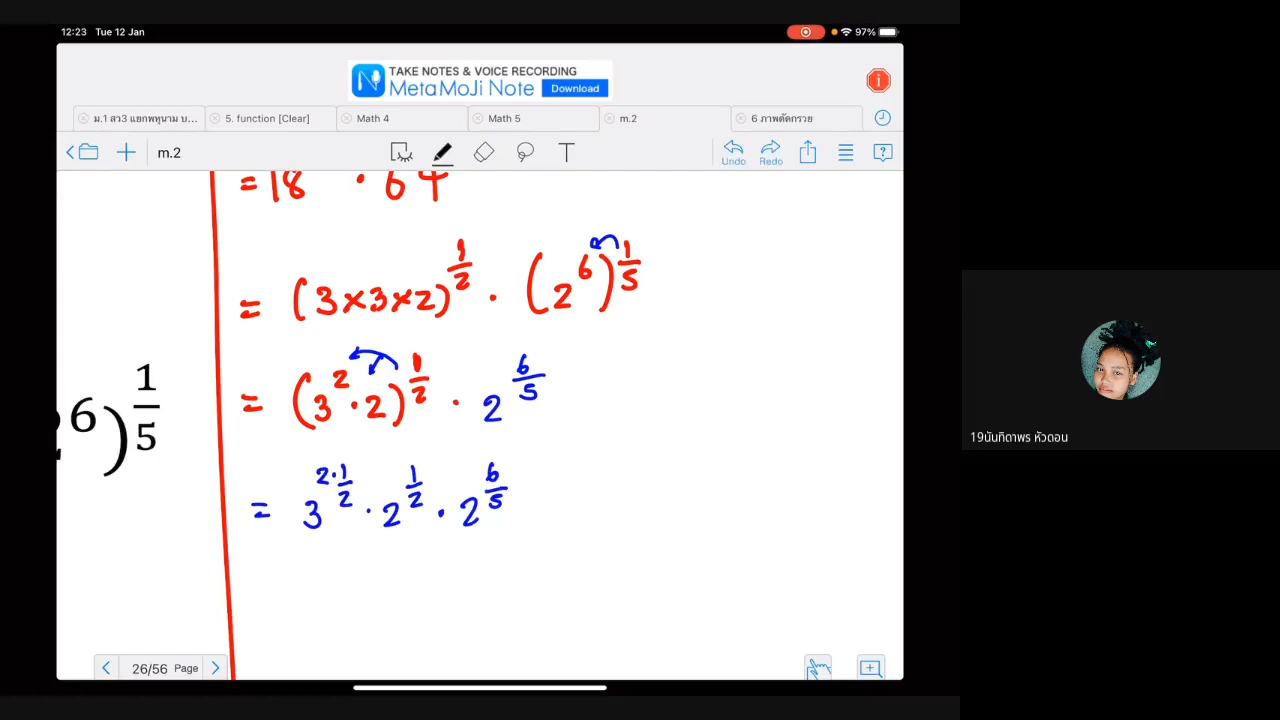 12:23 Tue 12 Jan 97%
TAKE NOTES & VOICE RECORDING
MetaMoJi Note Download
ม.1 สว3 แยกพหุนาม บ... 5. function [Clear] Math 4 Math 5 m.2 6 ภาพตัดกรวย
m.2 T Undo Redo
= 18 · 64
= (3×3×2)^(1/2) · (2^6)^(1/5)
= (3^2 · 2)^(1/2) · 2^(6/5)
6)^(1/5)
= 3^(2·1/2) · 2^(1/2) · 2^(6/5)
26/56 Page
19นันทิดาพร หัวดอน